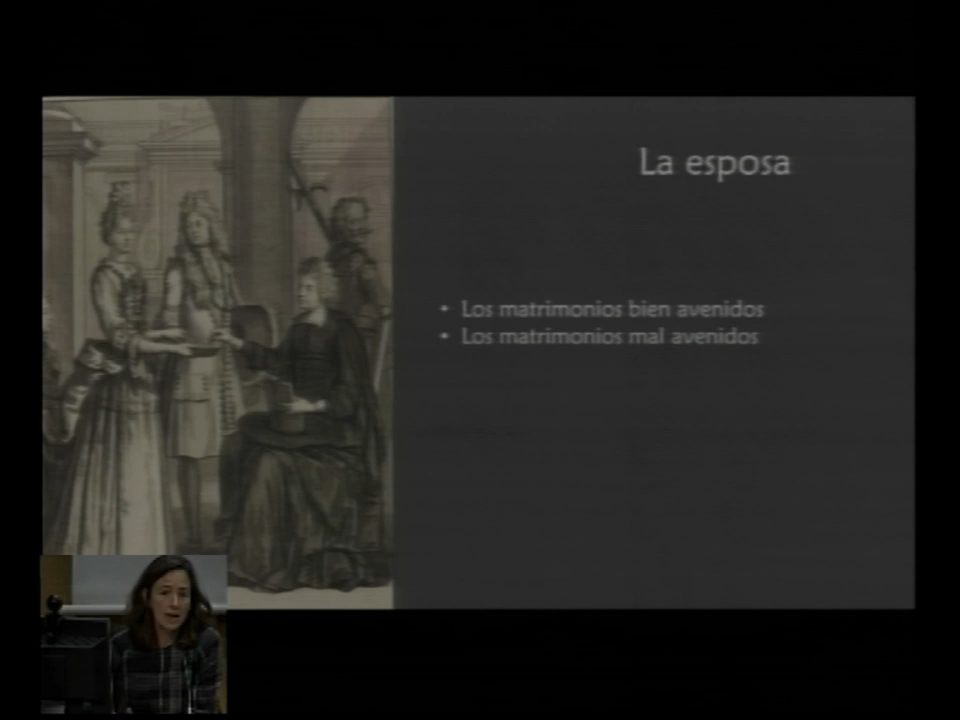 La esposa
• Los matrimonios bien avenidos
• Los matrimonios mal avenidos